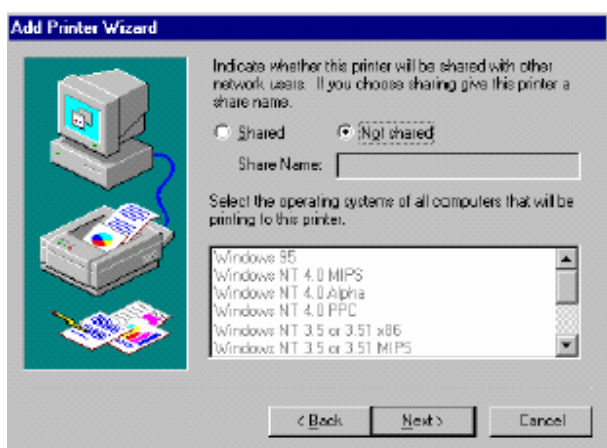 Add Printer Wizard
Indicate whether this printer will be shared with other
network users. If you choose sharing give this printer a
share name.
Shared Not shared
Share Name:
Select the operating systems of all computers that will be
printing to this printer.
Windows 95
Windows NT 4.0 MIPS
Windows NT 4.0 Alpha
Windows NT 4.0 PPC
Windows NT 3.5 or 3.51 x86
Windows NT 3.5 or 3.51 MIPS
< Back Next > Cancel